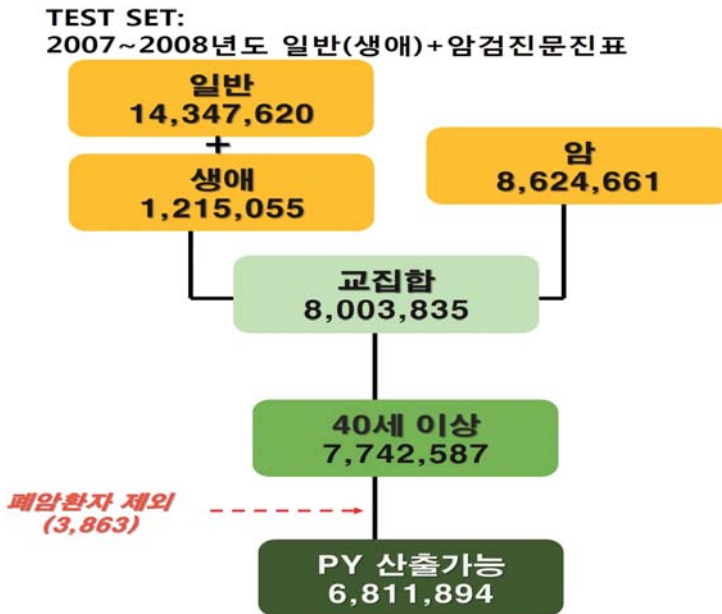 TEST SET:
2007~2008년도 일반(생애)+암검진문진표
일반
14,347,620
+
생애
1,215,055
암
8,624,661
교집합
8,003,835
40세 이상
7,742,587
폐암환자 제외
(3,863)
PY 산출가능
6,811,894